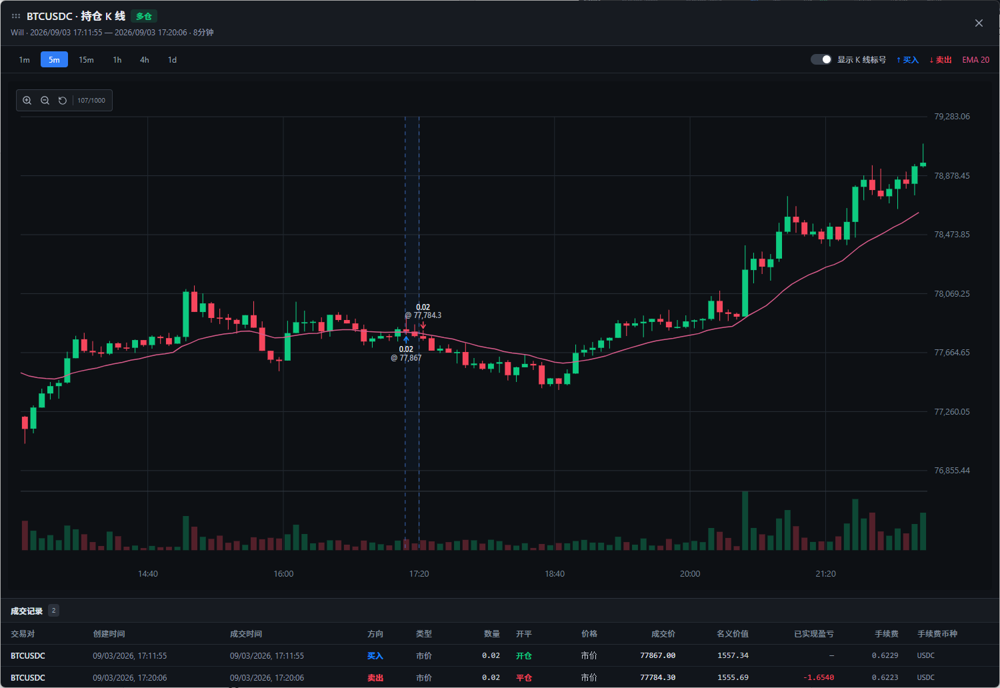 BTCUSDC · 持仓 K 线 多仓
Will · 2026/09/03 17:11:55 — 2026/09/03 17:20:06 · 8分钟
1m 5m 15m 1h 4h 1d
显示 K 线标号 ↑ 买入 ↓ 卖出 EMA 20
107/1000
79,283.06
78,878.45
78,473.85
78,069.25
77,664.65
77,260.05
76,855.44
0.02
@ 77,784.3
0.02
@ 77,867
14:40 16:00 17:20 18:40 20:00 21:20
成交记录 2
交易对 创建时间 成交时间 方向 类型 数量 开平 价格 成交价 名义价值 已实现盈亏 手续费 手续费币种
BTCUSDC 09/03/2026, 17:11:55 09/03/2026, 17:11:55 买入 市价 0.02 开仓 市价 77867.00 1557.34 — 0.6229 USDC
BTCUSDC 09/03/2026, 17:20:06 09/03/2026, 17:20:06 卖出 市价 0.02 平仓 市价 77784.30 1555.69 -1.6540 0.6223 USDC